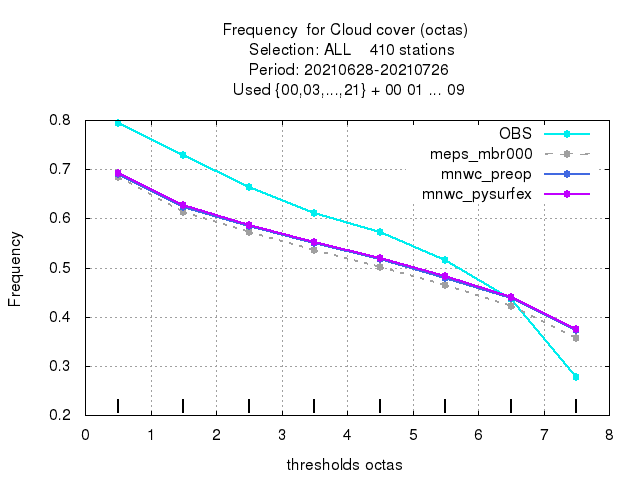 Frequency  for Cloud cover (octas)
Selection: ALL    410 stations
Period: 20210628-20210726
Used {00,03,...,21} + 00 01 ... 09
0.8
0.7
0.6
0.5
0.4
0.3
0.2
Frequency
OBS
meps_mbr000
mnwc_preop
mnwc_pysurfex
0 1 2 3 4 5 6 7 8
thresholds octas